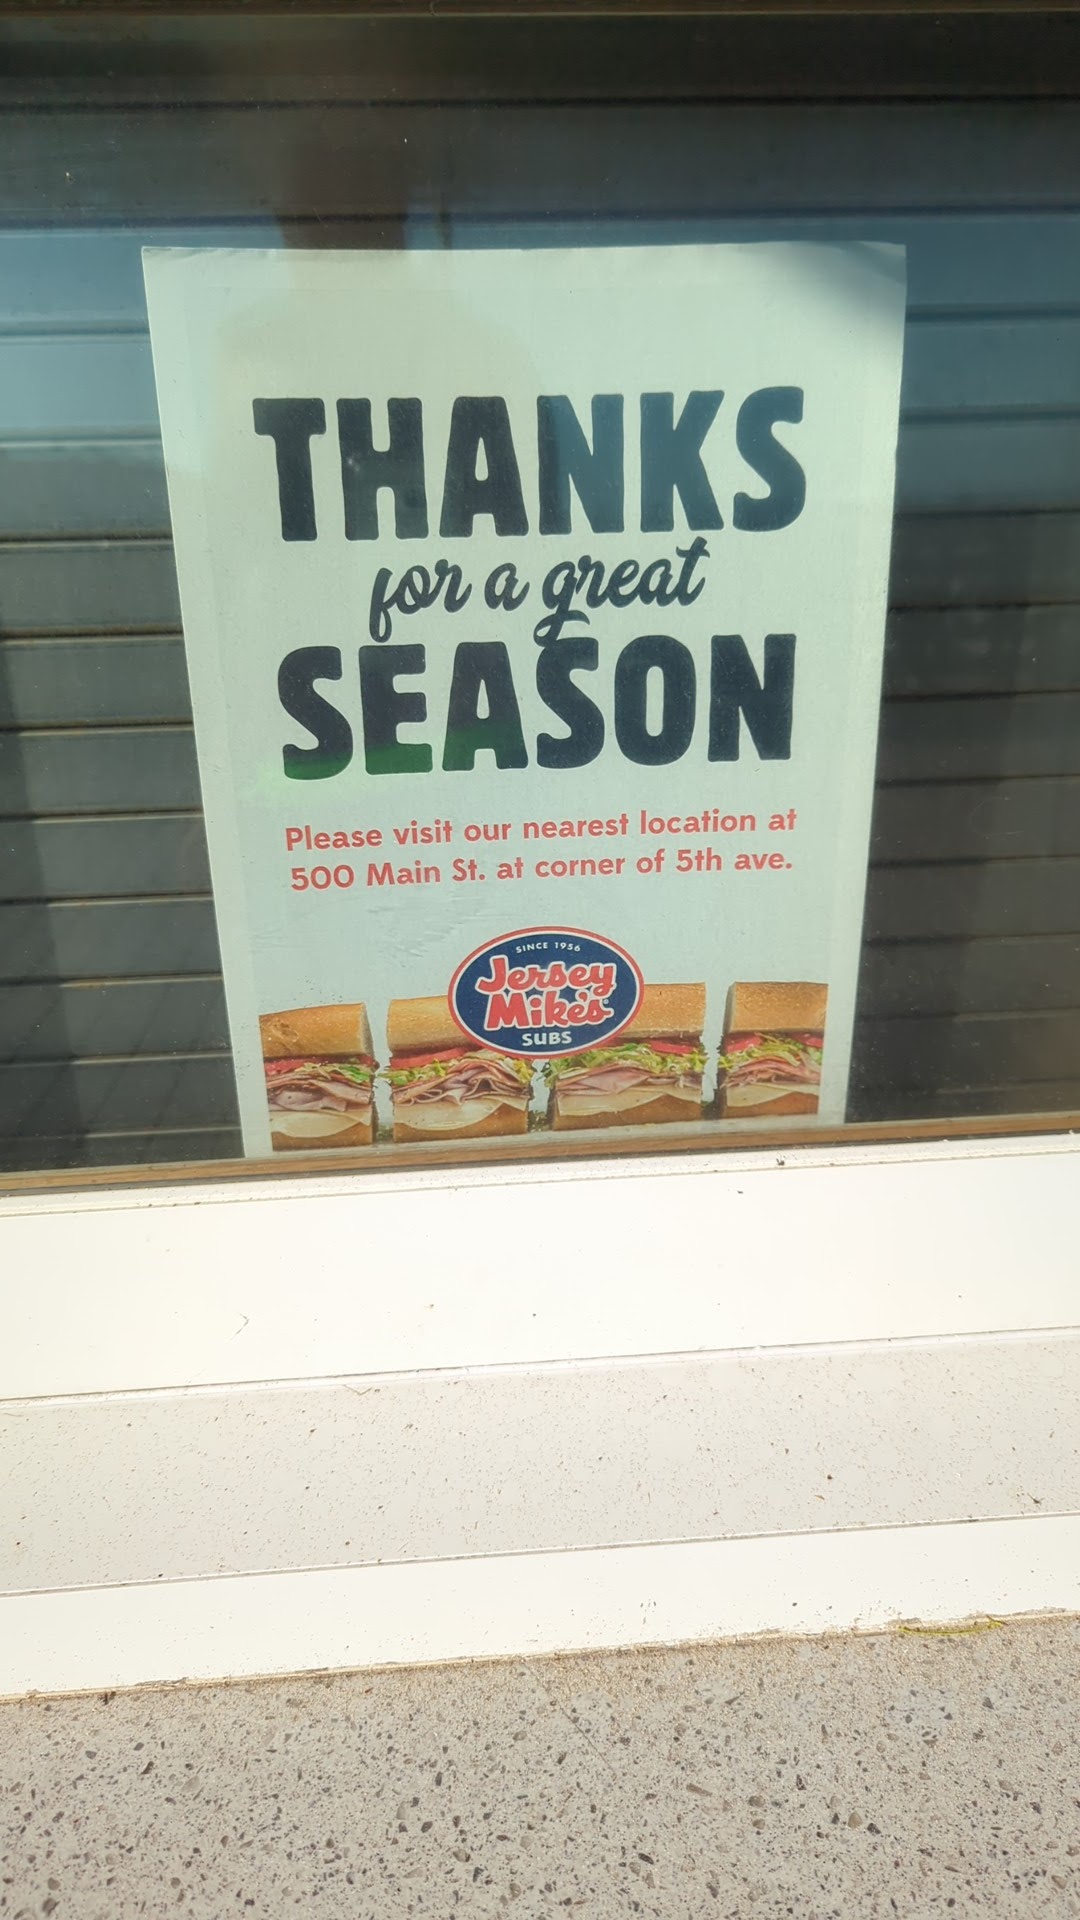 THANKS
for a great
SEASON
Please visit our nearest location at
500 Main St. at corner of 5th ave.
SINCE 1956
Jersey
Mike's
SUBS